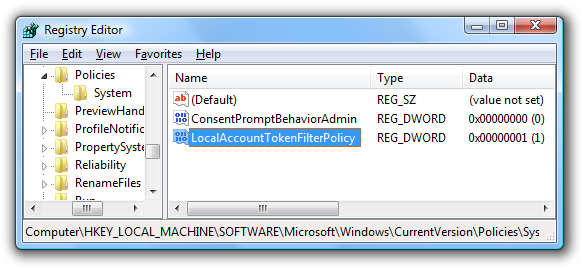 Registry Editor
File Edit View Favorites Help
Policies
System
PreviewHand
ProfileNotific
PropertySyste
Reliability
RenameFiles
Name Type Data
(Default) REG_SZ (value not set)
ConsentPromptBehaviorAdmin REG_DWORD 0x00000000 (0)
LocalAccountTokenFilterPolicy REG_DWORD 0x00000001 (1)
Computer\HKEY_LOCAL_MACHINE\SOFTWARE\Microsoft\Windows\CurrentVersion\Policies\Sys